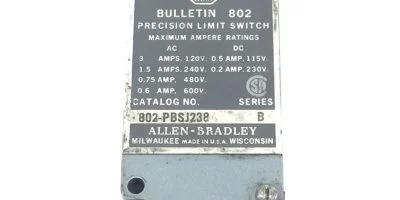 BULLETIN 802
PRECISION LIMIT SWITCH
MAXIMUM AMPERE RATINGS
AC DC
3 AMPS. 120V. 0.5 AMP. 115V.
1.5 AMPS. 240V. 0.2 AMP. 230V.
0.75 AMP. 480V.
0.6 AMP. 600V.
CATALOG NO. SERIES
802-PBSJ238 B
ALLEN-BRADLEY
MILWAUKEE MADE IN U.S.A. WISCONSIN